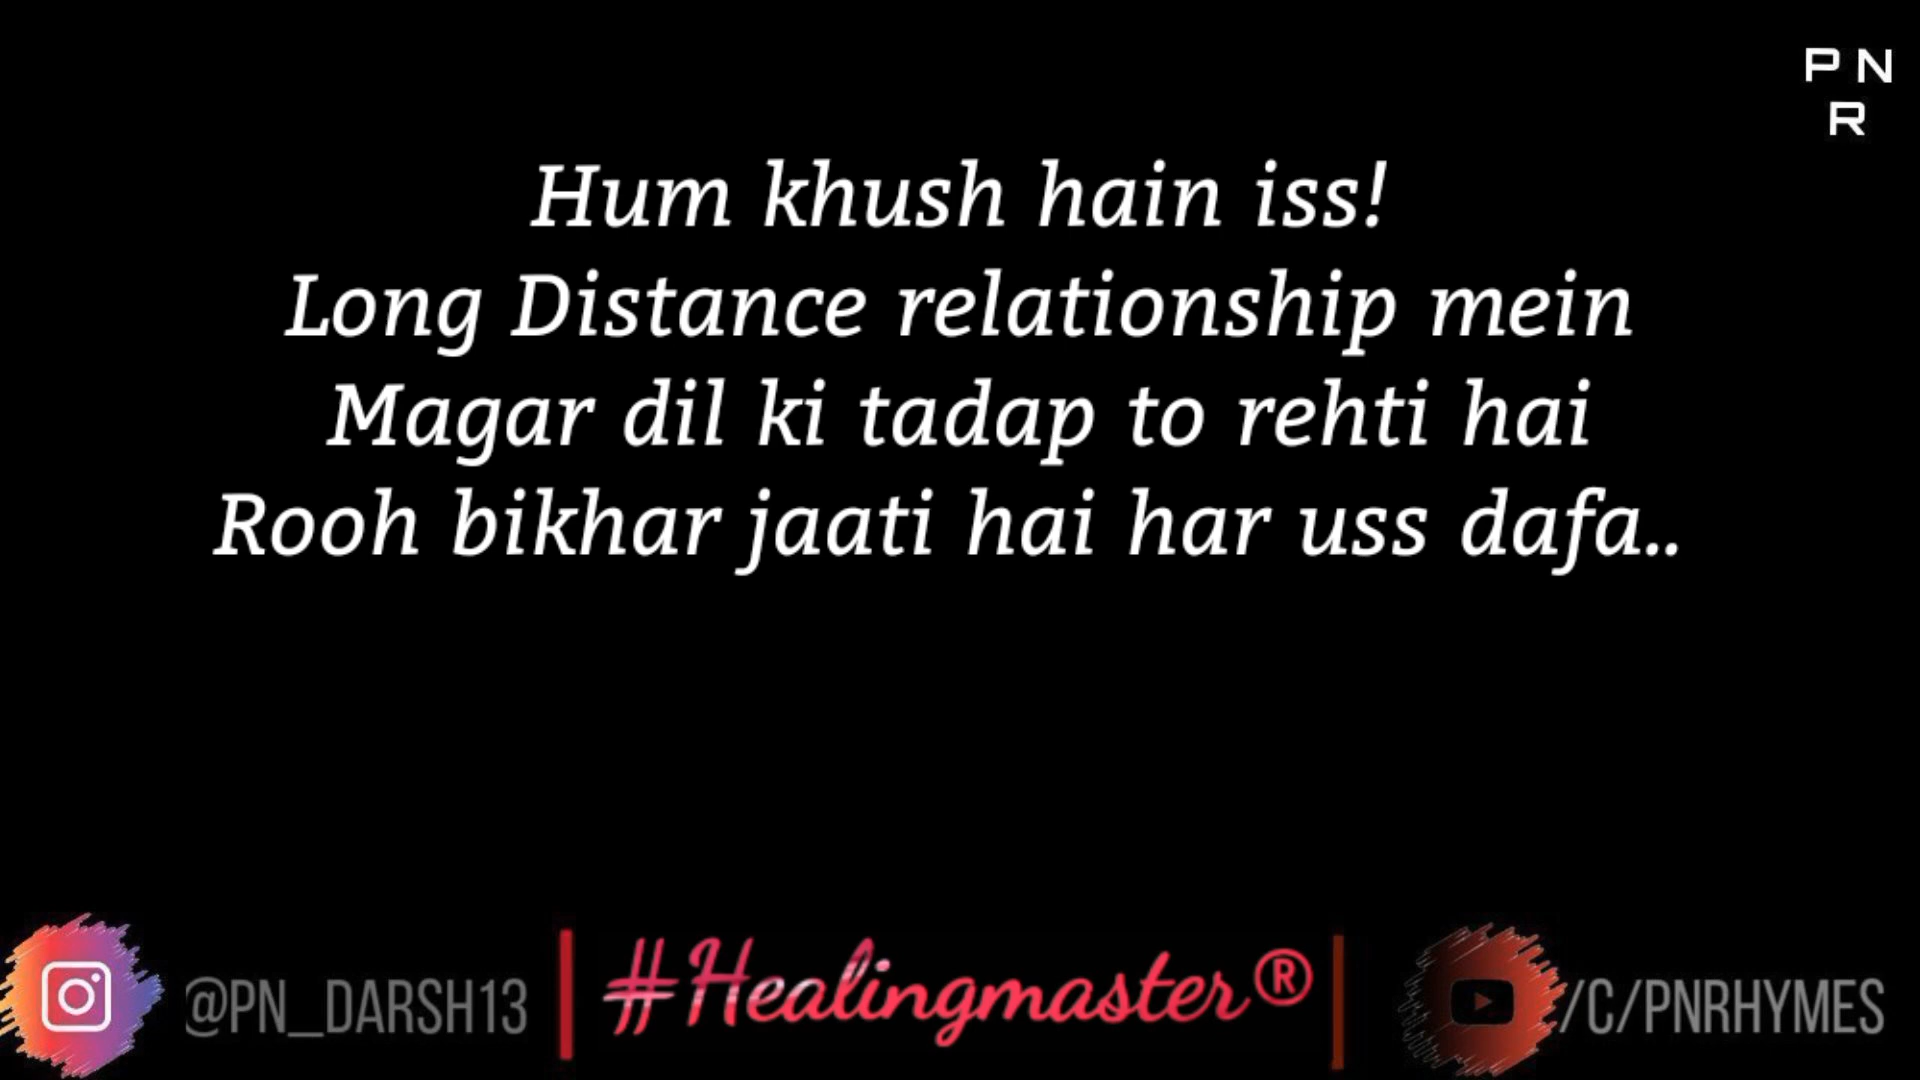 P N
R
Hum khush hain iss!
Long Distance relationship mein
Magar dil ki tadap to rehti hai
Rooh bikhar jaati hai har uss dafa..
@PN_DARSH13 #Healingmaster® /C/PNRHYMES